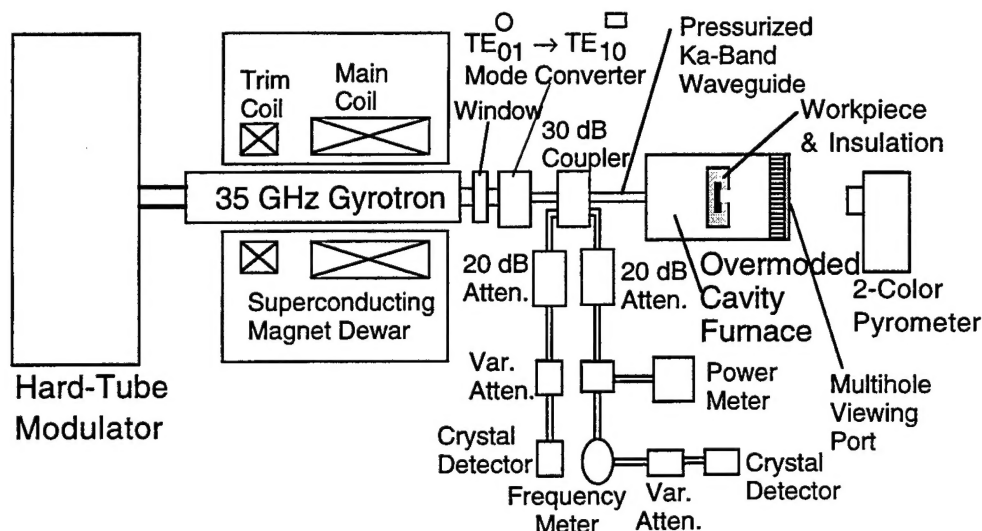 TE01 → TE10
Mode Converter
Pressurized
Ka-Band
Waveguide
Trim
Coil
Main
Coil
Window
30 dB
Coupler
Workpiece
& Insulation
35 GHz Gyrotron
20 dB
Atten.
20 dB
Atten.
Overmoded
Cavity
Furnace
2-Color
Pyrometer
Superconducting
Magnet Dewar
Hard-Tube
Modulator
Var.
Atten.
Power
Meter
Multihole
Viewing
Port
Crystal
Detector
Frequency
Meter
Var.
Atten.
Crystal
Detector